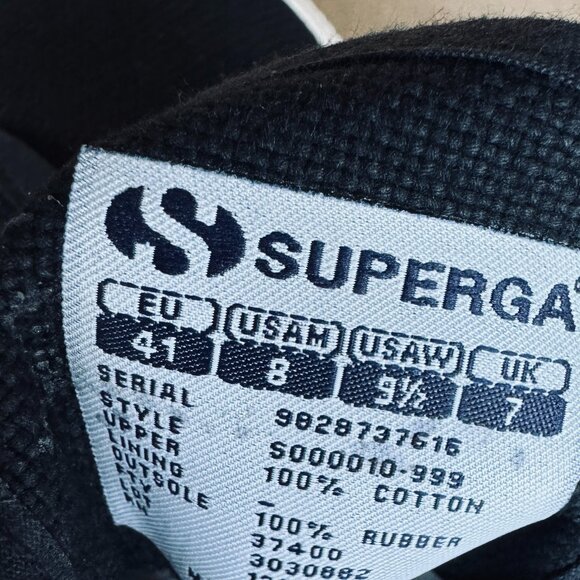 SUPERGA
EU USAM USAW UK
41 8 9½ 7
SERIAL 9828737616
STYLE S000010-999
UPPER 100% COTTON
LINING –
OUTSOLE 100% RUBBER
FTY 37400
3030882